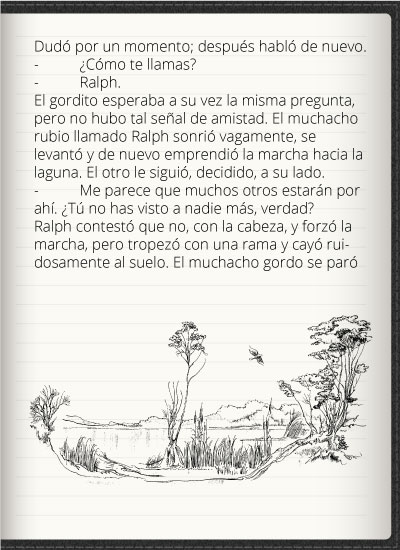 Dudó por un momento; después habló de nuevo.
- ¿Cómo te llamas?
- Ralph.
El gordito esperaba a su vez la misma pregunta,
pero no hubo tal señal de amistad. El muchacho
rubio llamado Ralph sonrió vagamente, se
levantó y de nuevo emprendió la marcha hacia la
laguna. El otro le siguió, decidido, a su lado.
- Me parece que muchos otros estarán por
ahí. ¿Tú no has visto a nadie más, verdad?
Ralph contestó que no, con la cabeza, y forzó la
marcha, pero tropezó con una rama y cayó rui-
dosamente al suelo. El muchacho gordo se paró